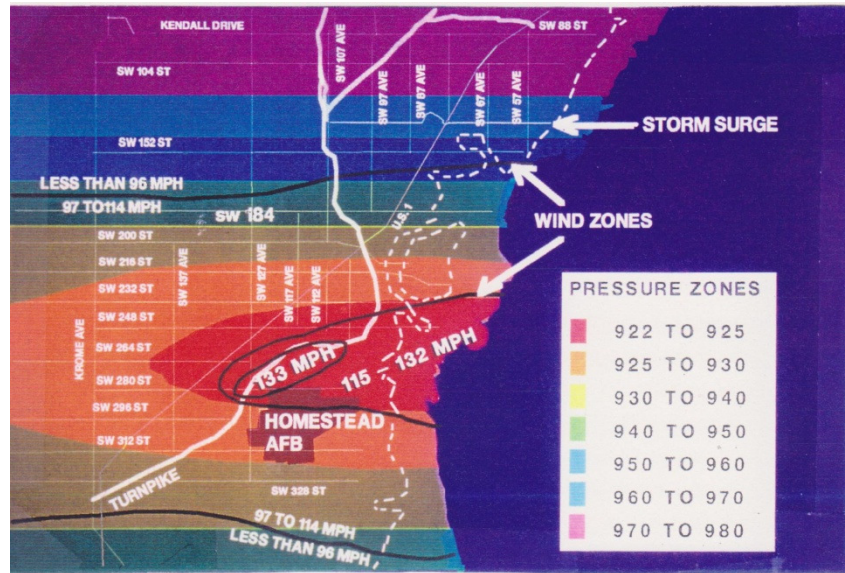 KENDALL DRIVE
SW 88 ST
SW 107 AVE
SW 104 ST
SW 97 AVE
SW 87 AVE
SW 67 AVE
SW 57 AVE
STORM SURGE
SW 152 ST
LESS THAN 96 MPH
97 TO 114 MPH
SW 184
U.S. 1
WIND ZONES
SW 200 ST
SW 216 ST
SW 137 AVE
SW 127 AVE
SW 117 AVE
SW 112 AVE
SW 232 ST
SW 248 ST
KROME AVE
SW 264 ST
133 MPH
115 - 132 MPH
SW 280 ST
SW 296 ST
HOMESTEAD
AFB
SW 312 ST
TURNPIKE
SW 328 ST
97 TO 114 MPH
LESS THAN 96 MPH
PRESSURE ZONES
922 TO 925
925 TO 930
930 TO 940
940 TO 950
950 TO 960
960 TO 970
970 TO 980